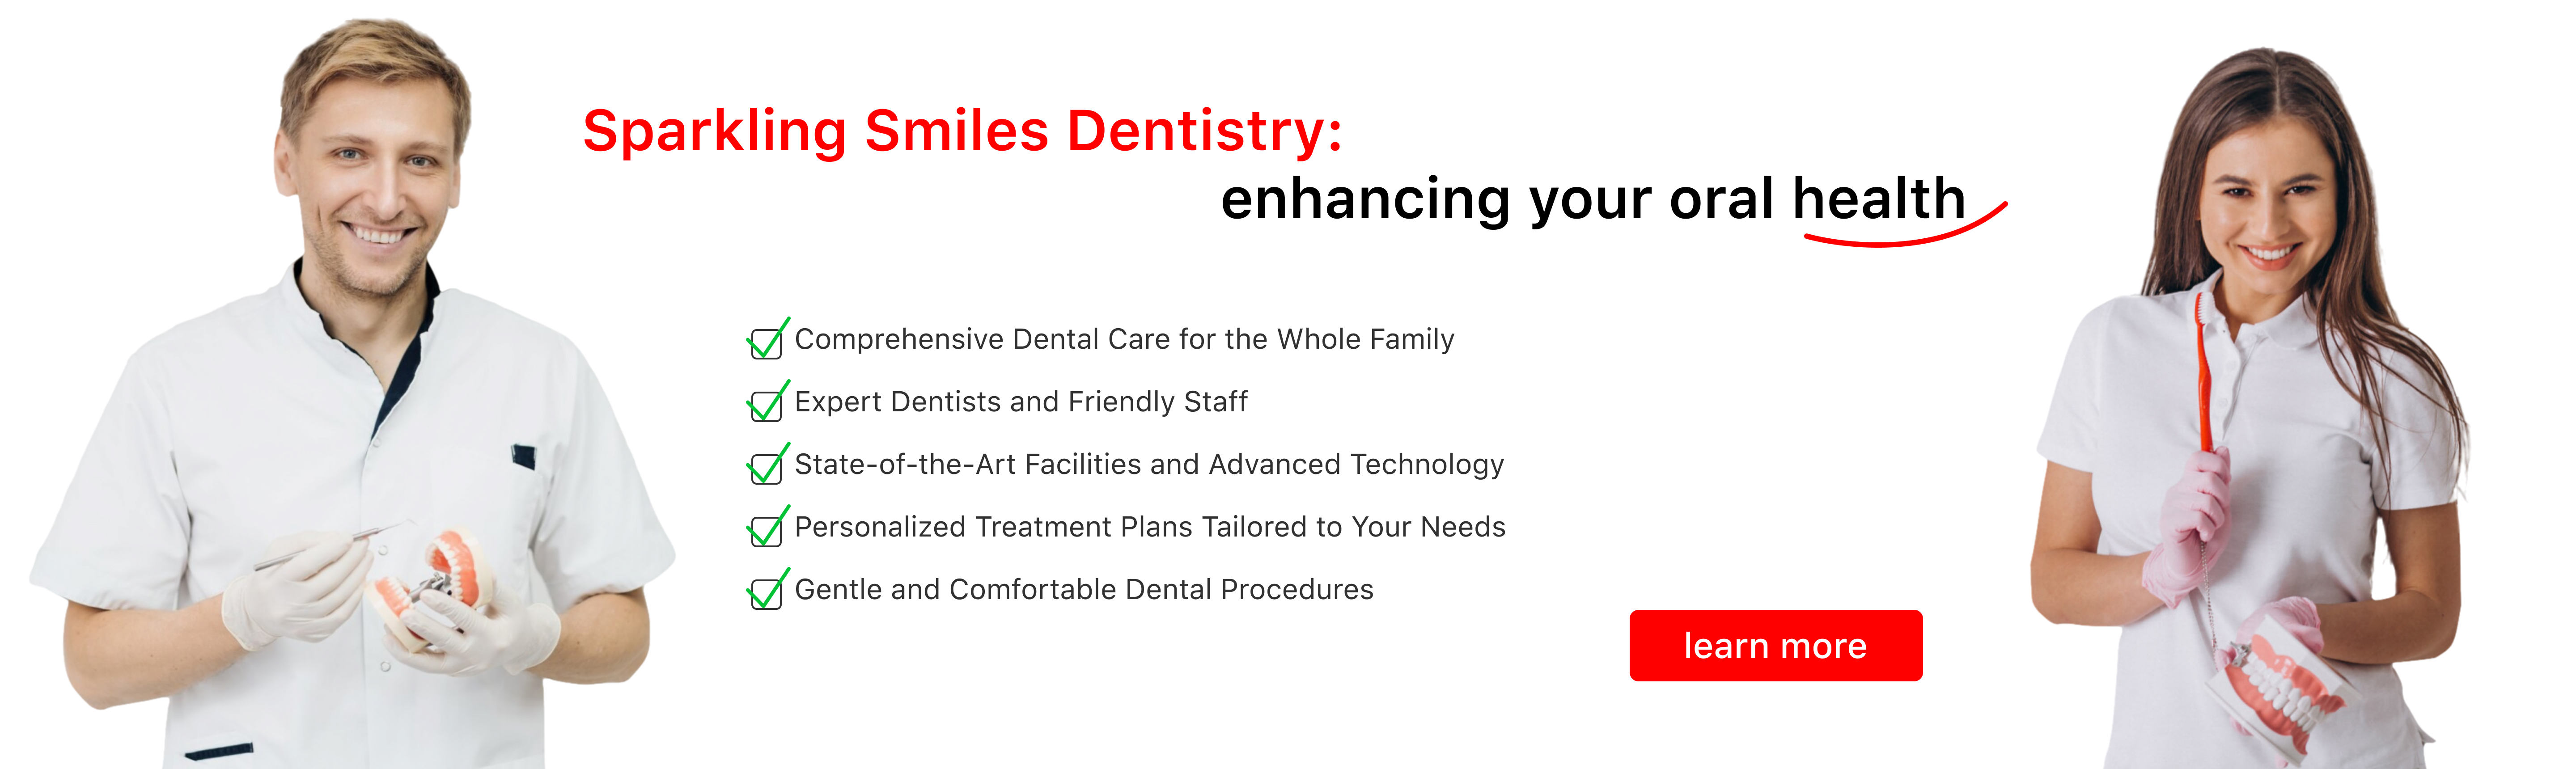 Sparkling Smiles Dentistry:
enhancing your oral health
Comprehensive Dental Care for the Whole Family
Expert Dentists and Friendly Staff
State-of-the-Art Facilities and Advanced Technology
Personalized Treatment Plans Tailored to Your Needs
Gentle and Comfortable Dental Procedures
learn more